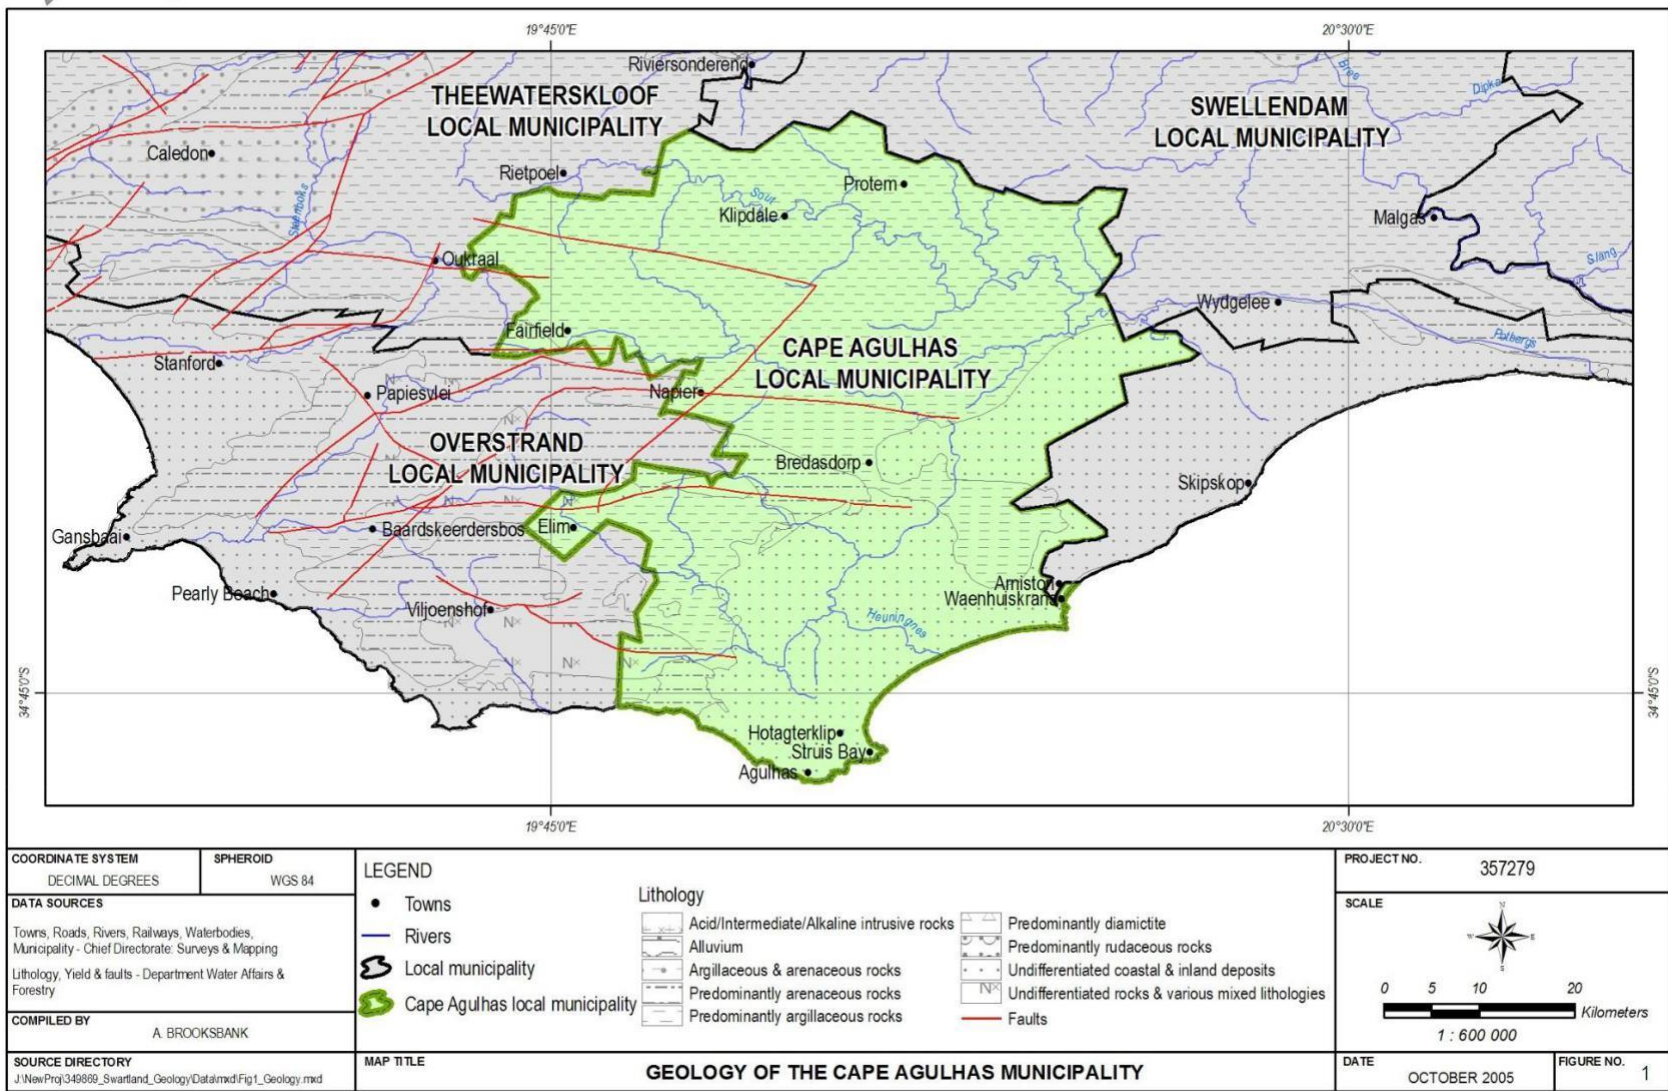 19°45'0"E
20°30'0"E
Riviersonderend
THEEWATERSKLOOF
LOCAL MUNICIPALITY
SWELLENDAM
LOCAL MUNICIPALITY
Bree
Dipka
Caledon
Rietpoel
Steenboks
Sout
Protem
Klipdale
Malgas
Slang
Oukraal
Wydgelee
Potbergs
Fairfield
Stanford
CAPE AGULHAS
LOCAL MUNICIPALITY
Papiesvlei
Napier
OVERSTRAND
LOCAL MUNICIPALITY
Bredasdorp
Skipskop
Gansbaai
Baardskeerdersbos
Elim
Arniston
Waenhuiskrans
Pearly Beach
Viljoenshof
Heuningnes
34°45'0"S
34°45'0"S
Hotagterklip
Struis Bay
Agulhas
19°45'0"E
20°30'0"E
COORDINATE SYSTEM
DECIMAL DEGREES
SPHEROID
WGS 84
DATA SOURCES
Towns, Roads, Rivers, Railways, Waterbodies,
Municipality - Chief Directorate: Surveys & Mapping
Lithology, Yield & faults - Department Water Affairs &
Forestry
COMPILED BY
A. BROOKSBANK
SOURCE DIRECTORY
J:\NewProj\349869_Swartland_Geology\Data\mxd\Fig1_Geology.mxd
LEGEND
Towns
Rivers
Local municipality
Cape Agulhas local municipality
Lithology
Acid/Intermediate/Alkaline intrusive rocks
Alluvium
Argillaceous & arenaceous rocks
Predominantly arenaceous rocks
Predominantly argillaceous rocks
Predominantly diamictite
Predominantly rudaceous rocks
Undifferentiated coastal & inland deposits
Undifferentiated rocks & various mixed lithologies
Faults
MAP TITLE
GEOLOGY OF THE CAPE AGULHAS MUNICIPALITY
PROJECT NO.
357279
SCALE
N
W
E
S
0 5 10 20
Kilometers
1 : 600 000
DATE
OCTOBER 2005
FIGURE NO.
1